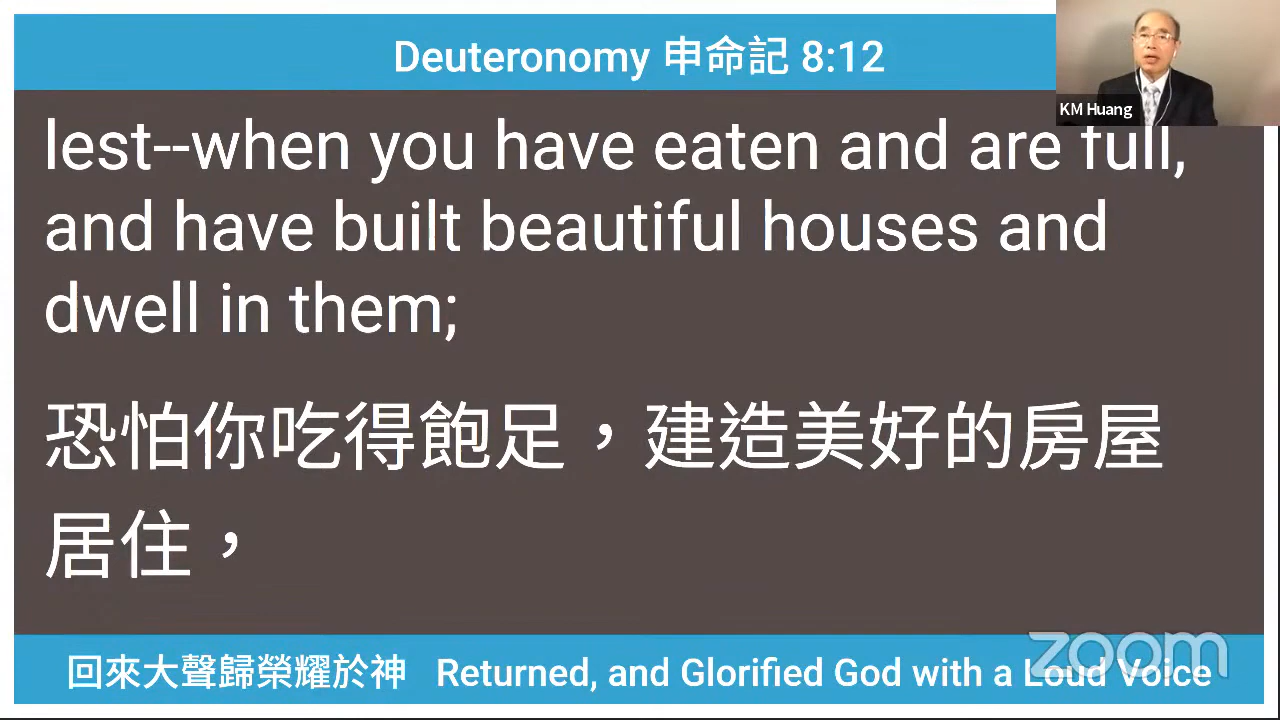 Deuteronomy 申命記 8:12
KM Huang
lest--when you have eaten and are full,
and have built beautiful houses and
dwell in them;
恐怕你吃得飽足，建造美好的房屋
居住，
zoom
回來大聲歸榮耀於神 Returned, and Glorified God with a Loud Voice